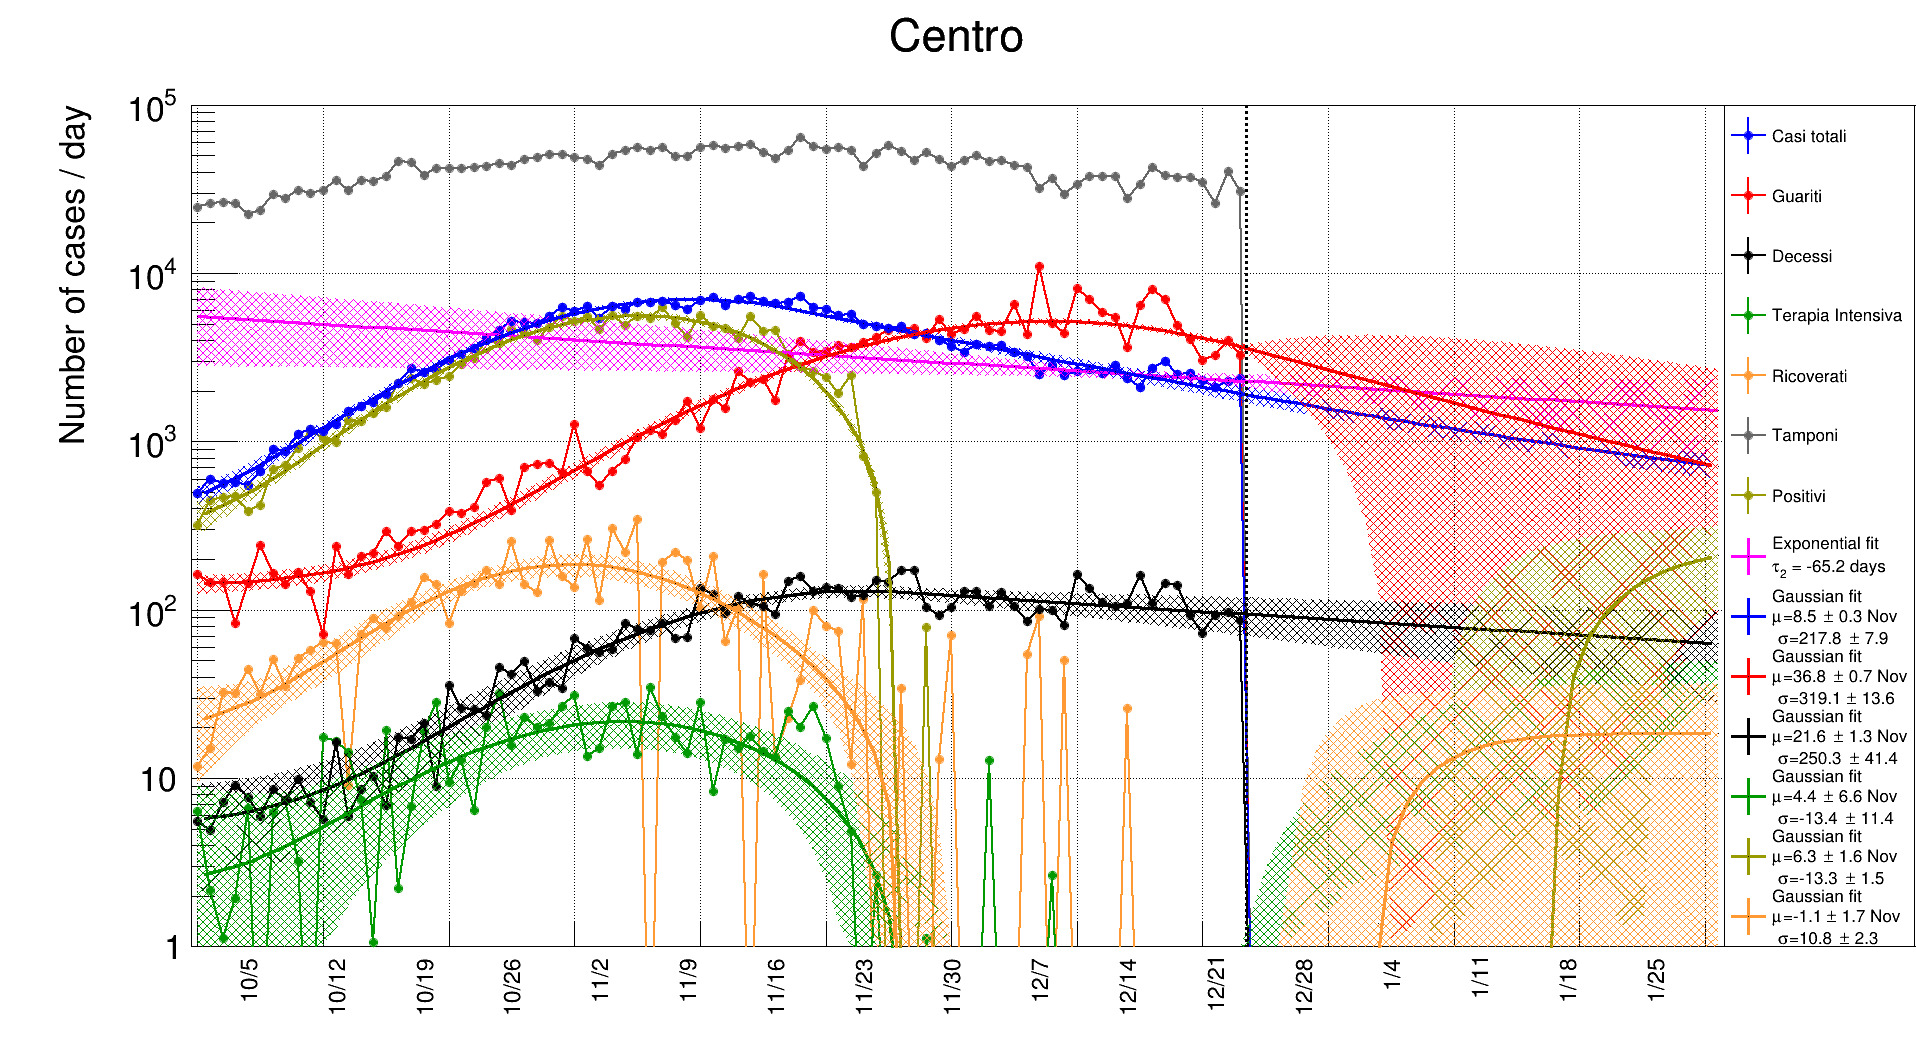 Centro
Number of cases / day
10^5
10^4
10^3
10^2
10
1
10/5
10/12
10/19
10/26
11/2
11/9
11/16
11/23
11/30
12/7
12/14
12/21
12/28
1/4
1/11
1/18
1/25
Casi totali
Guariti
Decessi
Terapia Intensiva
Ricoverati
Tamponi
Positivi
Exponential fit
τ_2 = -65.2 days
Gaussian fit
μ=8.5 ± 0.3 Nov
σ=217.8 ± 7.9
Gaussian fit
μ=36.8 ± 0.7 Nov
σ=319.1 ± 13.6
Gaussian fit
μ=21.6 ± 1.3 Nov
σ=250.3 ± 41.4
Gaussian fit
μ=4.4 ± 6.6 Nov
σ=-13.4 ± 11.4
Gaussian fit
μ=6.3 ± 1.6 Nov
σ=-13.3 ± 1.5
Gaussian fit
μ=-1.1 ± 1.7 Nov
σ=10.8 ± 2.3